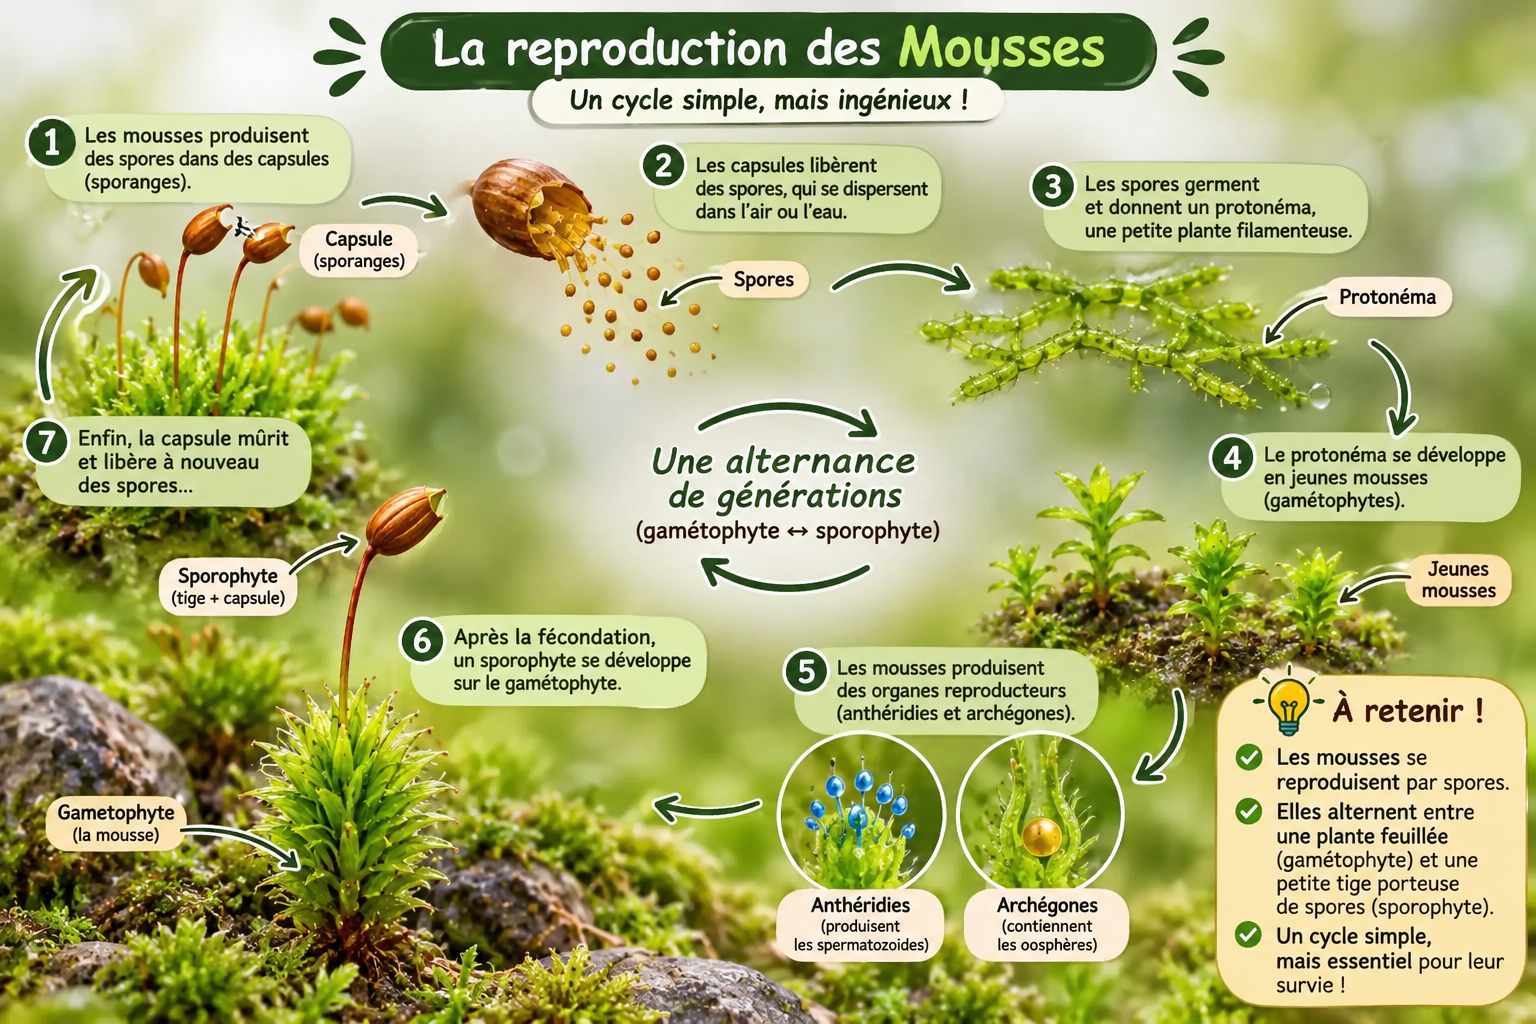 La reproduction des Mousses
Un cycle simple, mais ingénieux !
1
Les mousses produisent
des spores dans des capsules
(sporanges).
Capsule
(sporanges)
2
Les capsules libèrent
des spores, qui se dispersent
dans l'air ou l'eau.
Spores
3
Les spores germent
et donnent un protonéma,
une petite plante filamenteuse.
Protonéma
4
Le protonéma se développe
en jeunes mousses
(gamétophytes).
Jeunes
mousses
5
Les mousses produisent
des organes reproducteurs
(anthéridies et archégones).
Anthéridies
(produisent
les spermatozoides)
Archégones
(contiennent
les oosphères)
6
Après la fécondation,
un sporophyte se développe
sur le gamétophyte.
Sporophyte
(tige + capsule)
Gametophyte
(la mousse)
7
Enfin, la capsule mûrit
et libère à nouveau
des spores...
Une alternance
de générations
(gamétophyte ↔ sporophyte)
À retenir !
Les mousses se
reproduisent par spores.
Elles alternent entre
une plante feuillée
(gamétophyte) et une
petite tige porteuse
de spores (sporophyte).
Un cycle simple,
mais essentiel pour leur
survie !